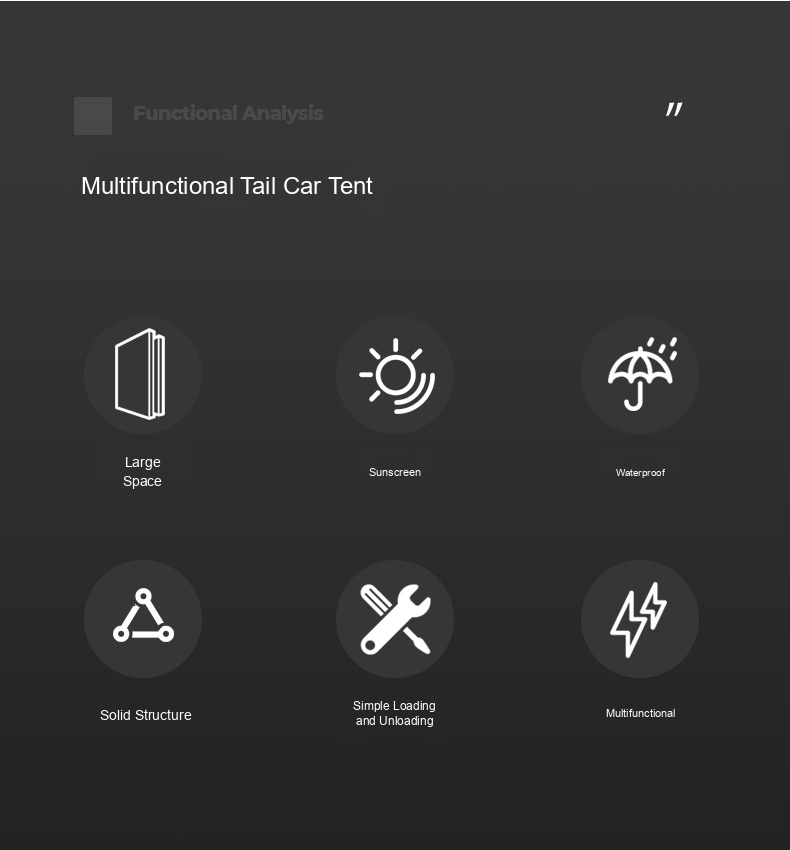 Functional Analysis
"
Multifunctional Tail Car Tent
Large
Space
Sunscreen
Waterproof
Solid Structure
Simple Loading
and Unloading
Multifunctional